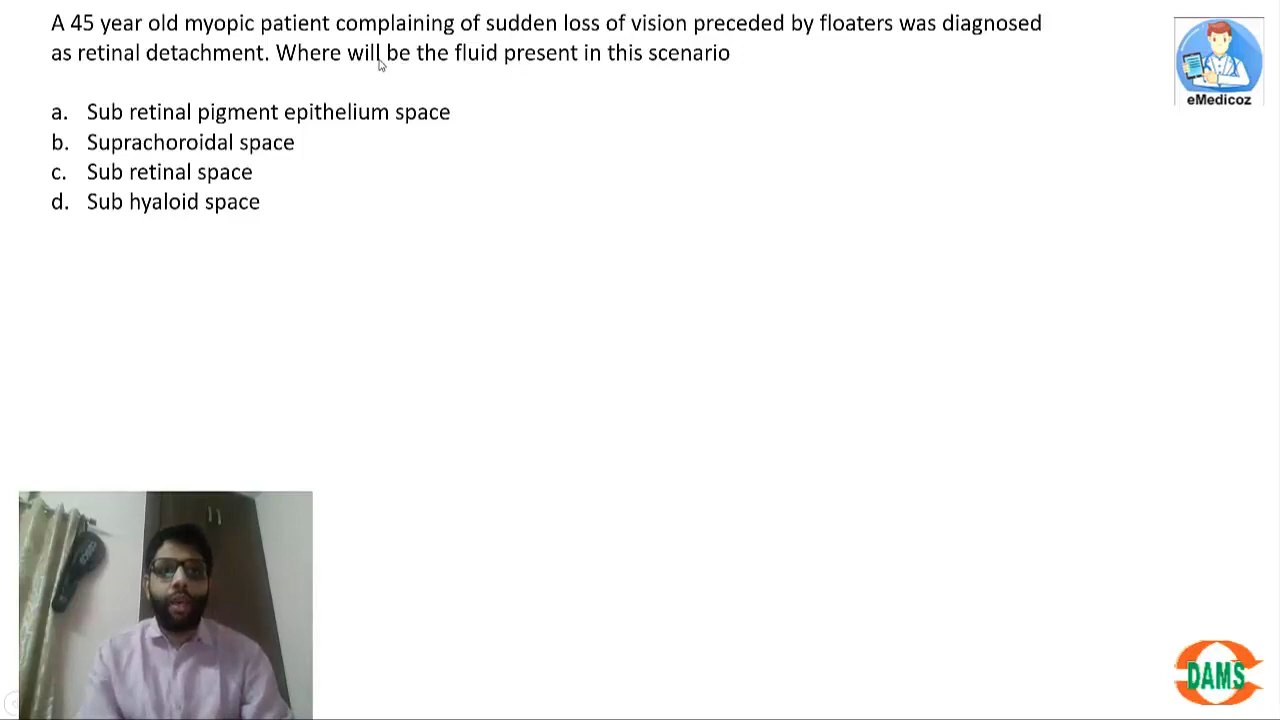 A 45 year old myopic patient complaining of sudden loss of vision preceded by floaters was diagnosed
as retinal detachment. Where will be the fluid present in this scenario
a. Sub retinal pigment epithelium space
b. Suprachoroidal space
c. Sub retinal space
d. Sub hyaloid space
eMedicoz
DAMS